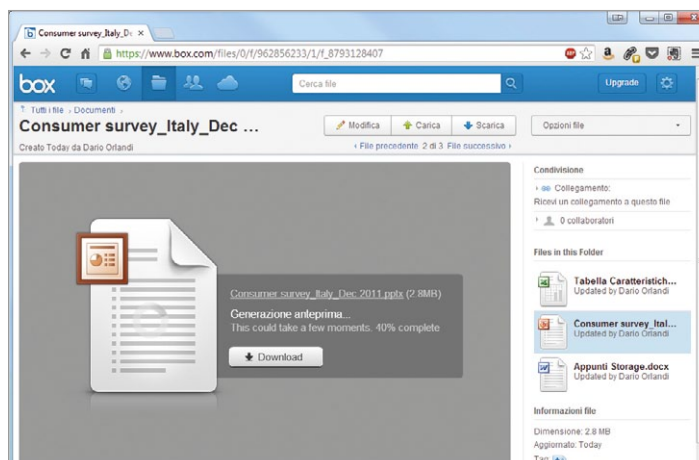 Consumer survey_Italy_De
https://www.box.com/files/0/f/962856233/1/f_8793128407
box
Cerca file
Upgrade
Tutti i file
Documenti
Consumer survey_Italy_Dec ...
Creato Today da Dario Orlandi
Modifica
Carica
Scarica
Opzioni file
‹ File precedente 2 di 3 File successivo ›
Consumer survey_Italy_Dec 2011.pptx (2.8MB)
Generazione anteprima...
This could take a few moments. 40% complete
Download
Condivisione
Collegamento:
Ricevi un collegamento a questo file
0 collaboratori
Files in this Folder
Tabella Caratteristich...
Updated by Dario Orlandi
Consumer survey_Ital...
Updated by Dario Orlandi
Appunti Storage.docx
Updated by Dario Orlandi
Informazioni file
Dimensione: 2.8 MB
Aggiornato: Today
Tag: